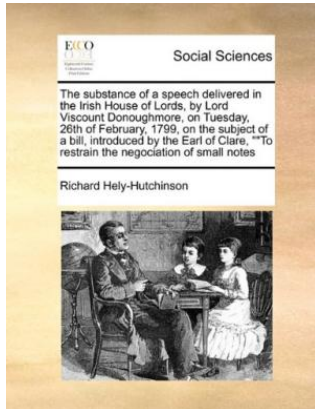 ECCO
Social Sciences
The substance of a speech delivered in
the Irish House of Lords, by Lord
Viscount Donoughmore, on Tuesday,
26th of February, 1799, on the subject of
a bill, introduced by the Earl of Clare, ""To
restrain the negociation of small notes
Richard Hely-Hutchinson